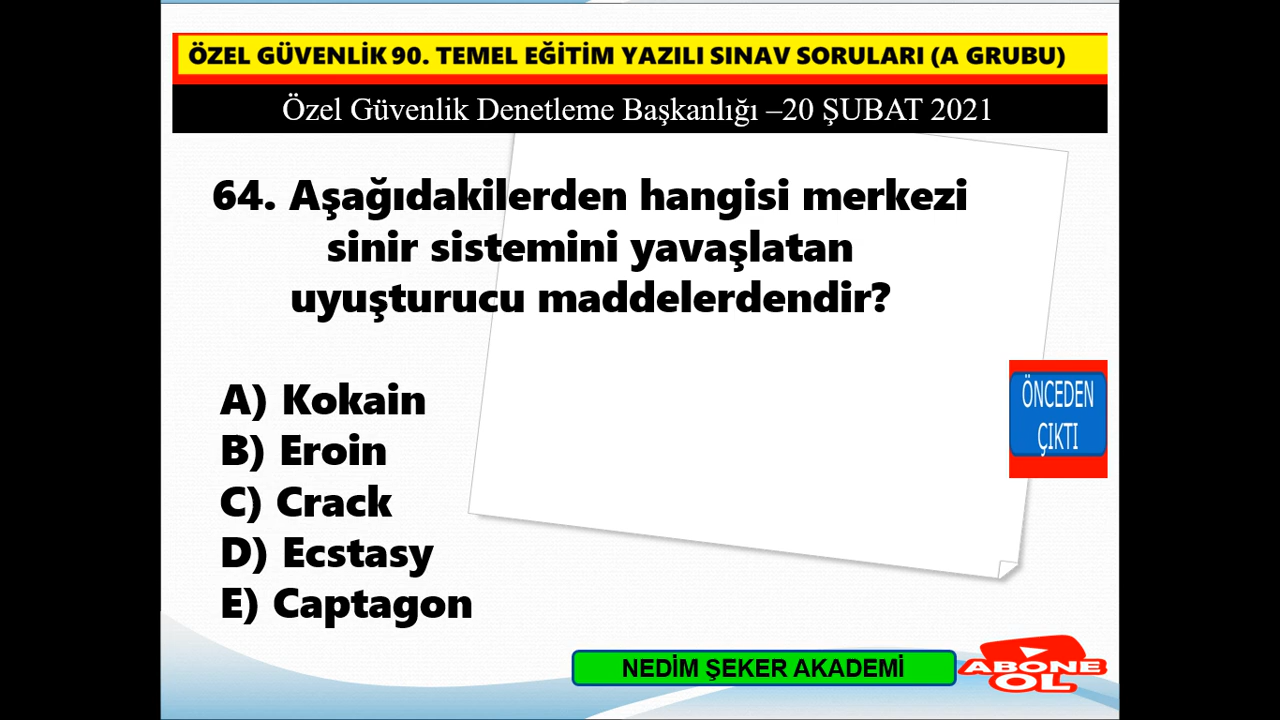 ÖZEL GÜVENLİK 90. TEMEL EĞİTİM YAZILI SINAV SORULARI (A GRUBU)
Özel Güvenlik Denetleme Başkanlığı –20 ŞUBAT 2021
64. Aşağıdakilerden hangisi merkezi
sinir sistemini yavaşlatan
uyuşturucu maddelerdendir?
A) Kokain
B) Eroin
C) Crack
D) Ecstasy
E) Captagon
ÖNCEDEN
ÇIKTI
NEDİM ŞEKER AKADEMİ
ABONE
OL